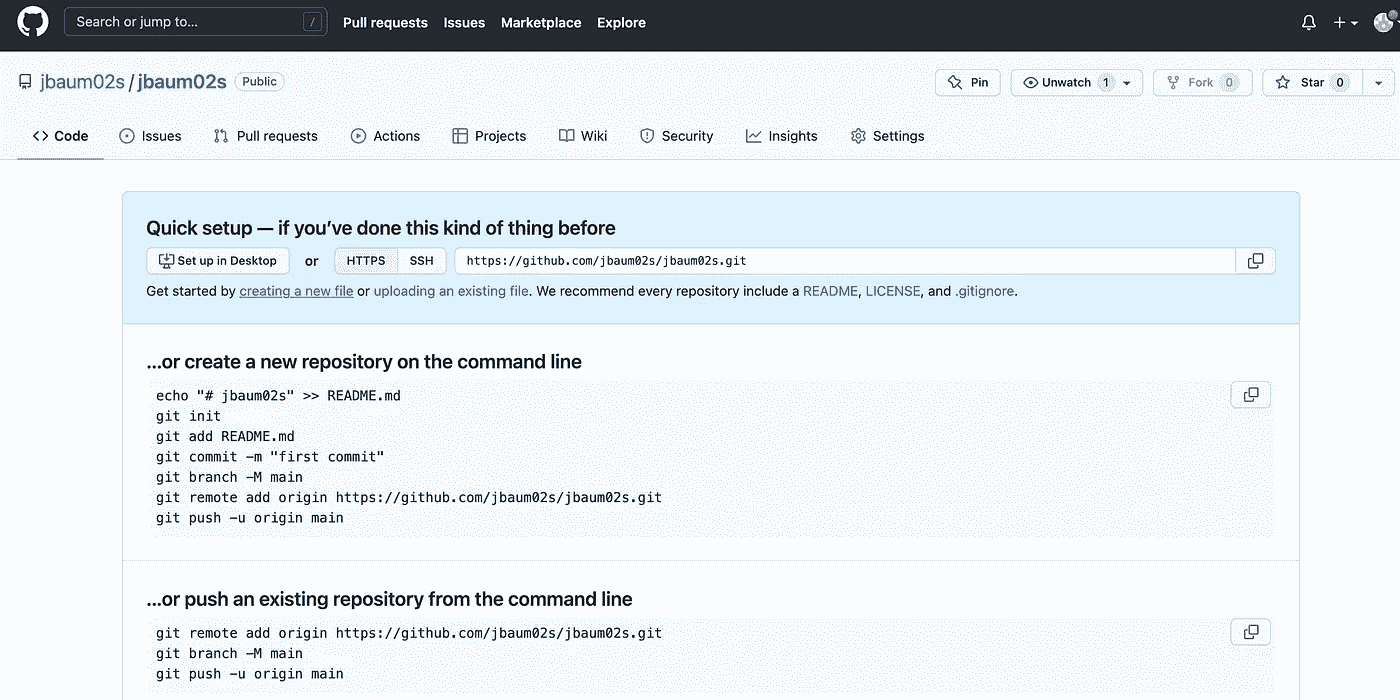 Search or jump to... /
Pull requests Issues Marketplace Explore
jbaum02s / jbaum02s Public
Pin Unwatch 1 Fork 0 Star 0
Code Issues Pull requests Actions Projects Wiki Security Insights Settings
Quick setup — if you’ve done this kind of thing before
Set up in Desktop or HTTPS SSH https://github.com/jbaum02s/jbaum02s.git
Get started by creating a new file or uploading an existing file. We recommend every repository include a README, LICENSE, and .gitignore.
…or create a new repository on the command line
echo "# jbaum02s" >> README.md
git init
git add README.md
git commit -m "first commit"
git branch -M main
git remote add origin https://github.com/jbaum02s/jbaum02s.git
git push -u origin main
…or push an existing repository from the command line
git remote add origin https://github.com/jbaum02s/jbaum02s.git
git branch -M main
git push -u origin main